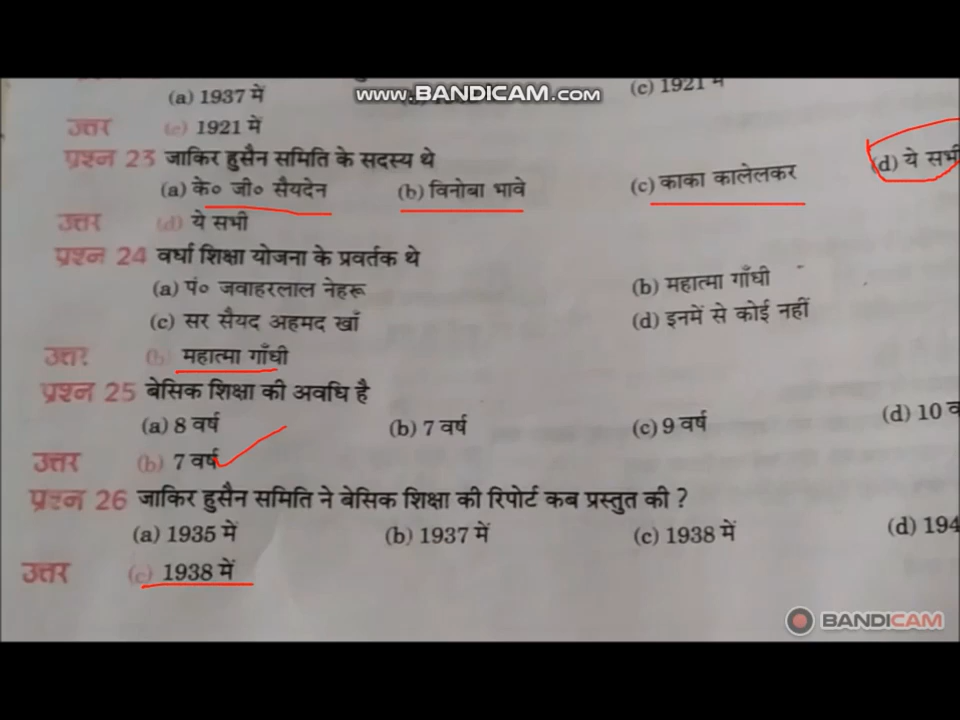 www.BANDICAM.com
(a) 1937 में (c) 1921 में
उत्तर (c) 1921 में
प्रश्न 23 जाकिर हुसैन समिति के सदस्य थे
(a) के० जी० सैयदेन (b) विनोबा भावे (c) काका कालेलकर (d) ये सभी
उत्तर (d) ये सभी
प्रश्न 24 वर्धा शिक्षा योजना के प्रवर्तक थे
(a) पं० जवाहरलाल नेहरू (b) महात्मा गाँधी
(c) सर सैयद अहमद खाँ (d) इनमें से कोई नहीं
उत्तर (b) महात्मा गाँधी
प्रश्न 25 बेसिक शिक्षा की अवधि है
(a) 8 वर्ष (b) 7 वर्ष (c) 9 वर्ष (d) 10 व
उत्तर (b) 7 वर्ष
प्रश्न 26 जाकिर हुसैन समिति ने बेसिक शिक्षा की रिपोर्ट कब प्रस्तुत की ?
(a) 1935 में (b) 1937 में (c) 1938 में (d) 194
उत्तर (c) 1938 में
BANDICAM